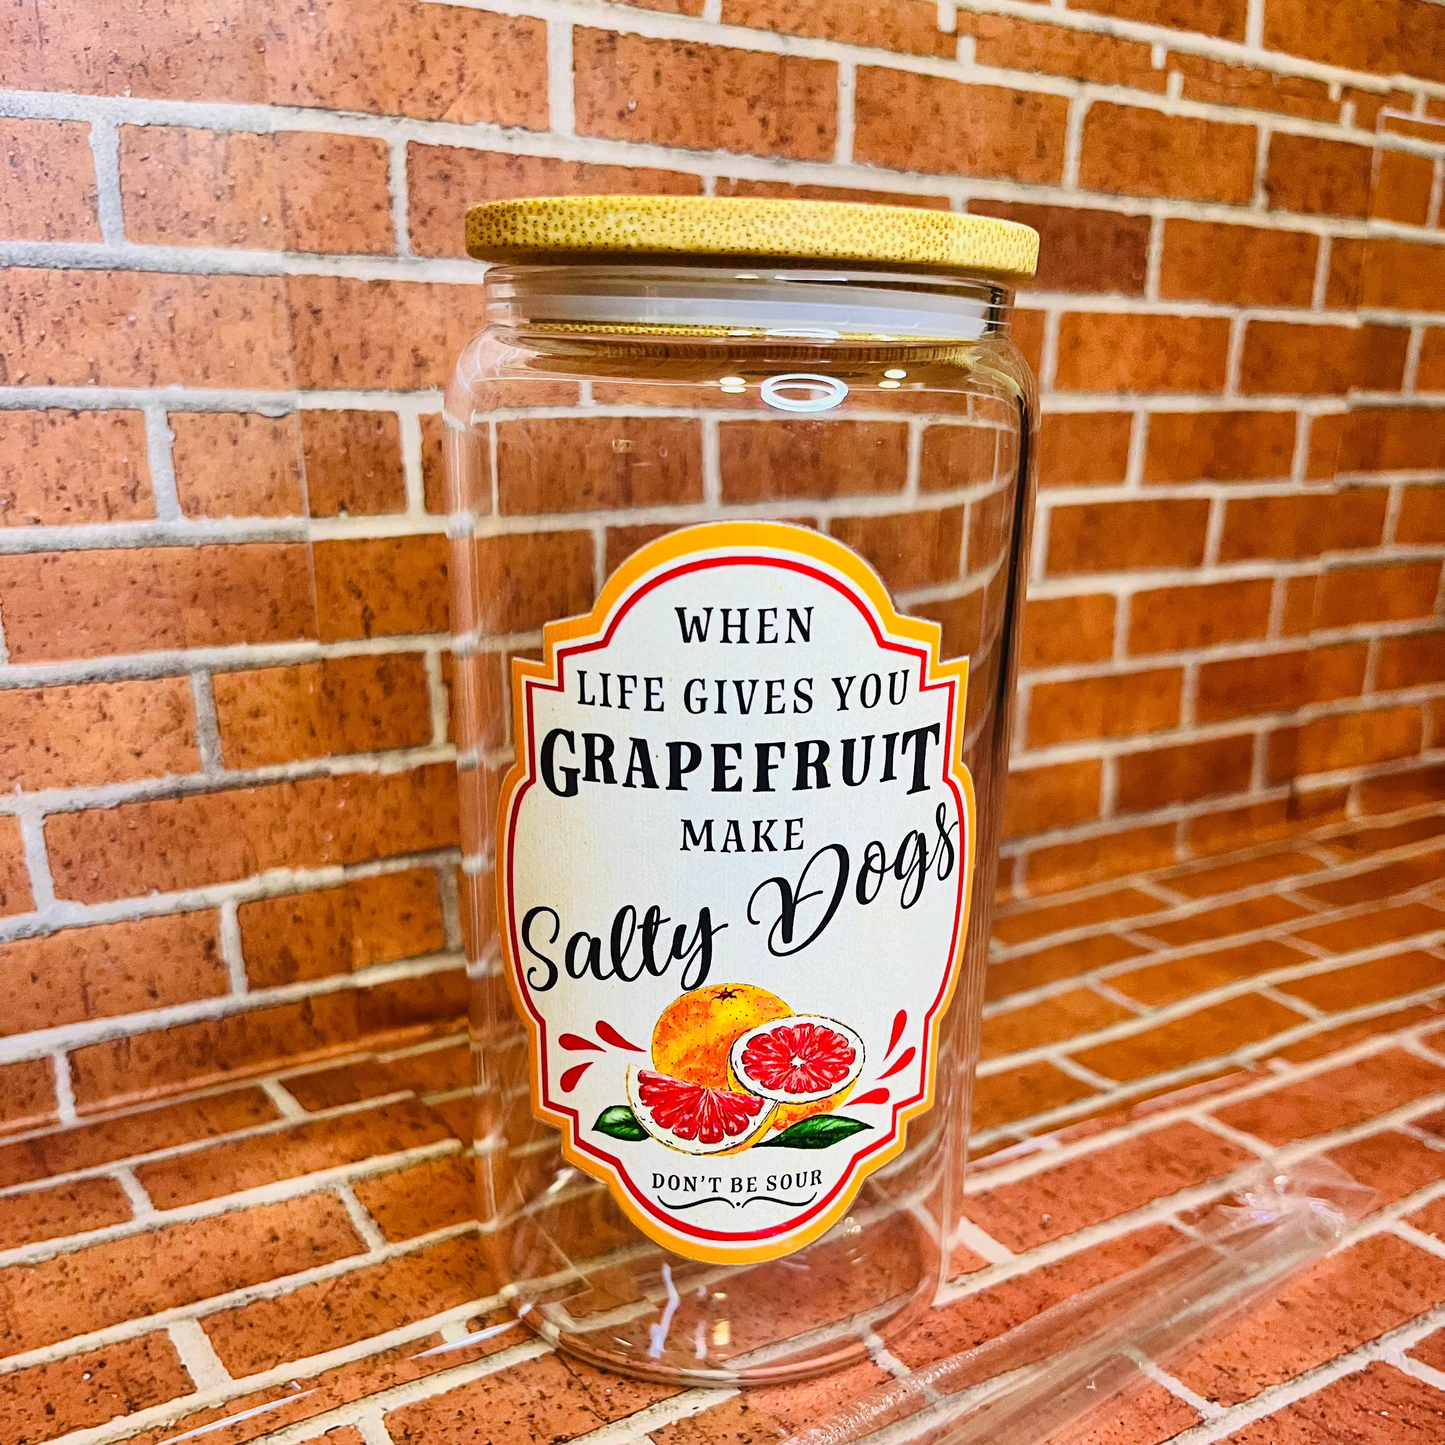 WHEN
LIFE GIVES YOU
GRAPEFRUIT
MAKE
Salty Dogs
DON'T BE SOUR